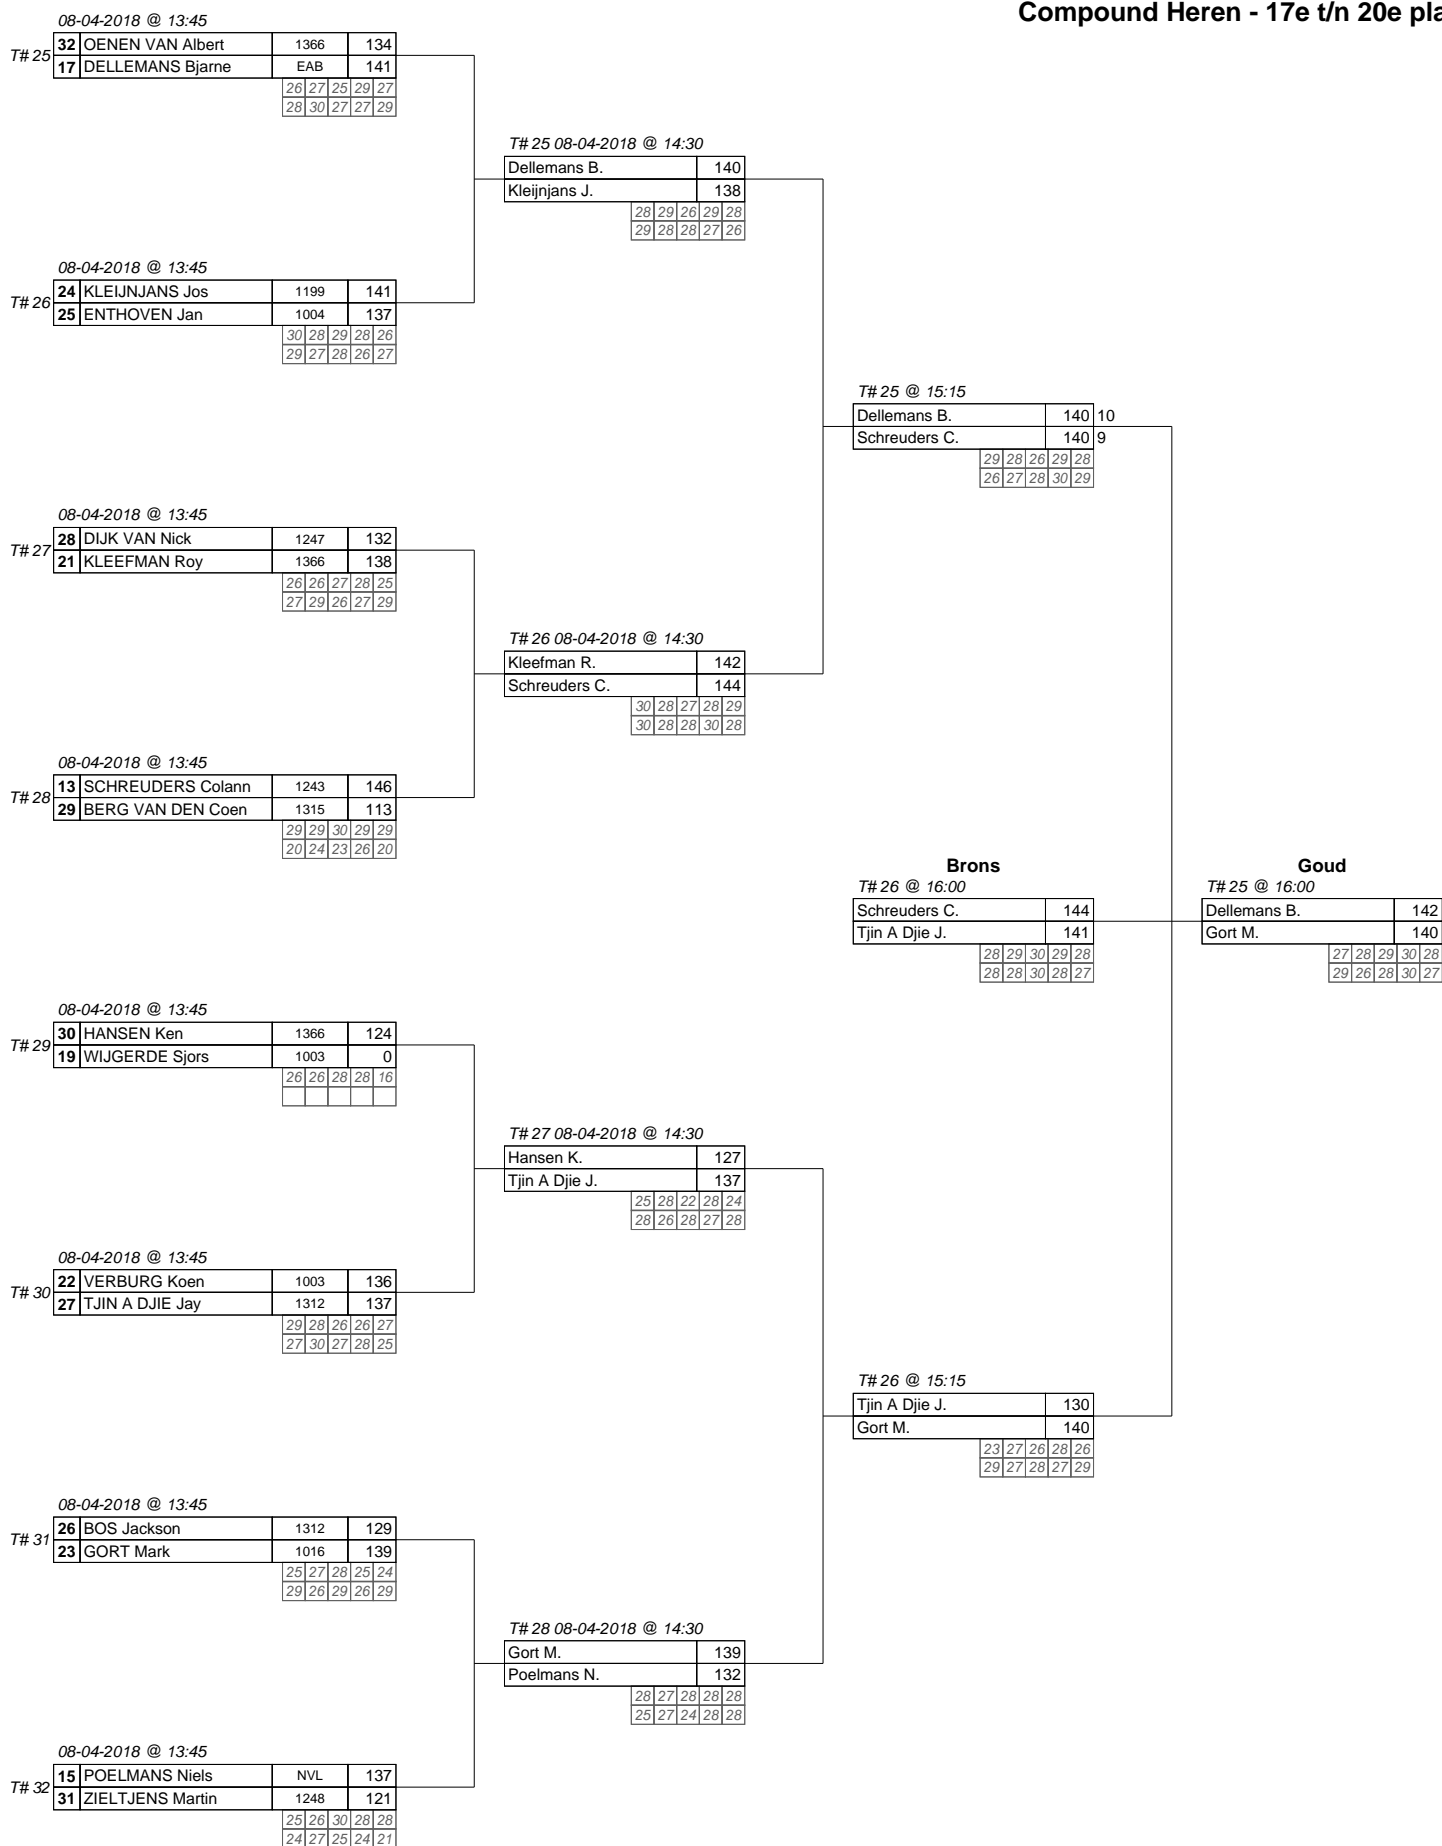 Compound Heren - 17e t/n 20e pla
08-04-2018 @ 13:45
T# 25
32 OENEN VAN Albert 1366 134
17 DELLEMANS Bjarne EAB 141
26 27 25 29 27
28 30 27 27 29
T# 25 08-04-2018 @ 14:30
Dellemans B. 140
Kleijnjans J. 138
28 29 26 29 28
29 28 28 27 26
08-04-2018 @ 13:45
T# 26
24 KLEIJNJANS Jos 1199 141
25 ENTHOVEN Jan 1004 137
30 28 29 28 26
29 27 28 26 27
T# 25 @ 15:15
Dellemans B. 140 10
Schreuders C. 140 9
29 28 26 29 28
26 27 28 30 29
08-04-2018 @ 13:45
T# 27
28 DIJK VAN Nick 1247 132
21 KLEEFMAN Roy 1366 138
26 26 27 28 25
27 29 26 27 29
T# 26 08-04-2018 @ 14:30
Kleefman R. 142
Schreuders C. 144
30 28 27 28 29
30 28 28 30 28
08-04-2018 @ 13:45
T# 28
13 SCHREUDERS Colann 1243 146
29 BERG VAN DEN Coen 1315 113
29 29 30 29 29
20 24 23 26 20
Brons
T# 26 @ 16:00
Schreuders C. 144
Tjin A Djie J. 141
28 29 30 29 28
28 28 30 28 27
Goud
T# 25 @ 16:00
Dellemans B. 142
Gort M. 140
27 28 29 30 28
29 26 28 30 27
08-04-2018 @ 13:45
T# 29
30 HANSEN Ken 1366 124
19 WIJGERDE Sjors 1003 0
26 26 28 28 16
T# 27 08-04-2018 @ 14:30
Hansen K. 127
Tjin A Djie J. 137
25 28 22 28 24
28 26 28 27 28
08-04-2018 @ 13:45
T# 30
22 VERBURG Koen 1003 136
27 TJIN A DJIE Jay 1312 137
29 28 26 26 27
27 30 27 28 25
T# 26 @ 15:15
Tjin A Djie J. 130
Gort M. 140
23 27 26 28 26
29 27 28 27 29
08-04-2018 @ 13:45
T# 31
26 BOS Jackson 1312 129
23 GORT Mark 1016 139
25 27 28 25 24
29 26 29 26 29
T# 28 08-04-2018 @ 14:30
Gort M. 139
Poelmans N. 132
28 27 28 28 28
25 27 24 28 28
08-04-2018 @ 13:45
T# 32
15 POELMANS Niels NVL 137
31 ZIELTJENS Martin 1248 121
25 26 30 28 28
24 27 25 24 21